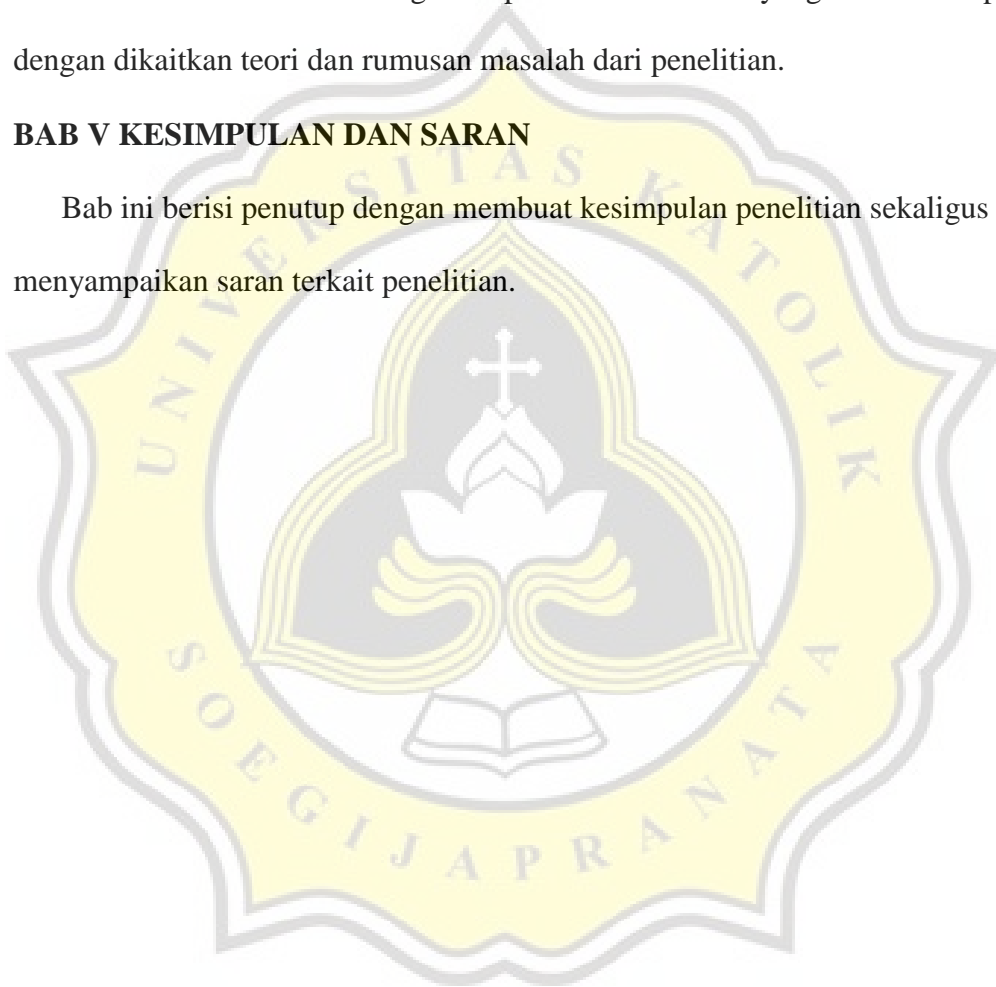 yang
dengan dikaitkan teori dan rumusan masalah dari penelitian.
BAB V KESIMPULAN DAN SARAN
Bab ini berisi penutup dengan membuat kesimpulan penelitian sekaligus
menyampaikan saran terkait penelitian.
UNIVERSITAS KATOLIK
SOEGIJAPRANATA